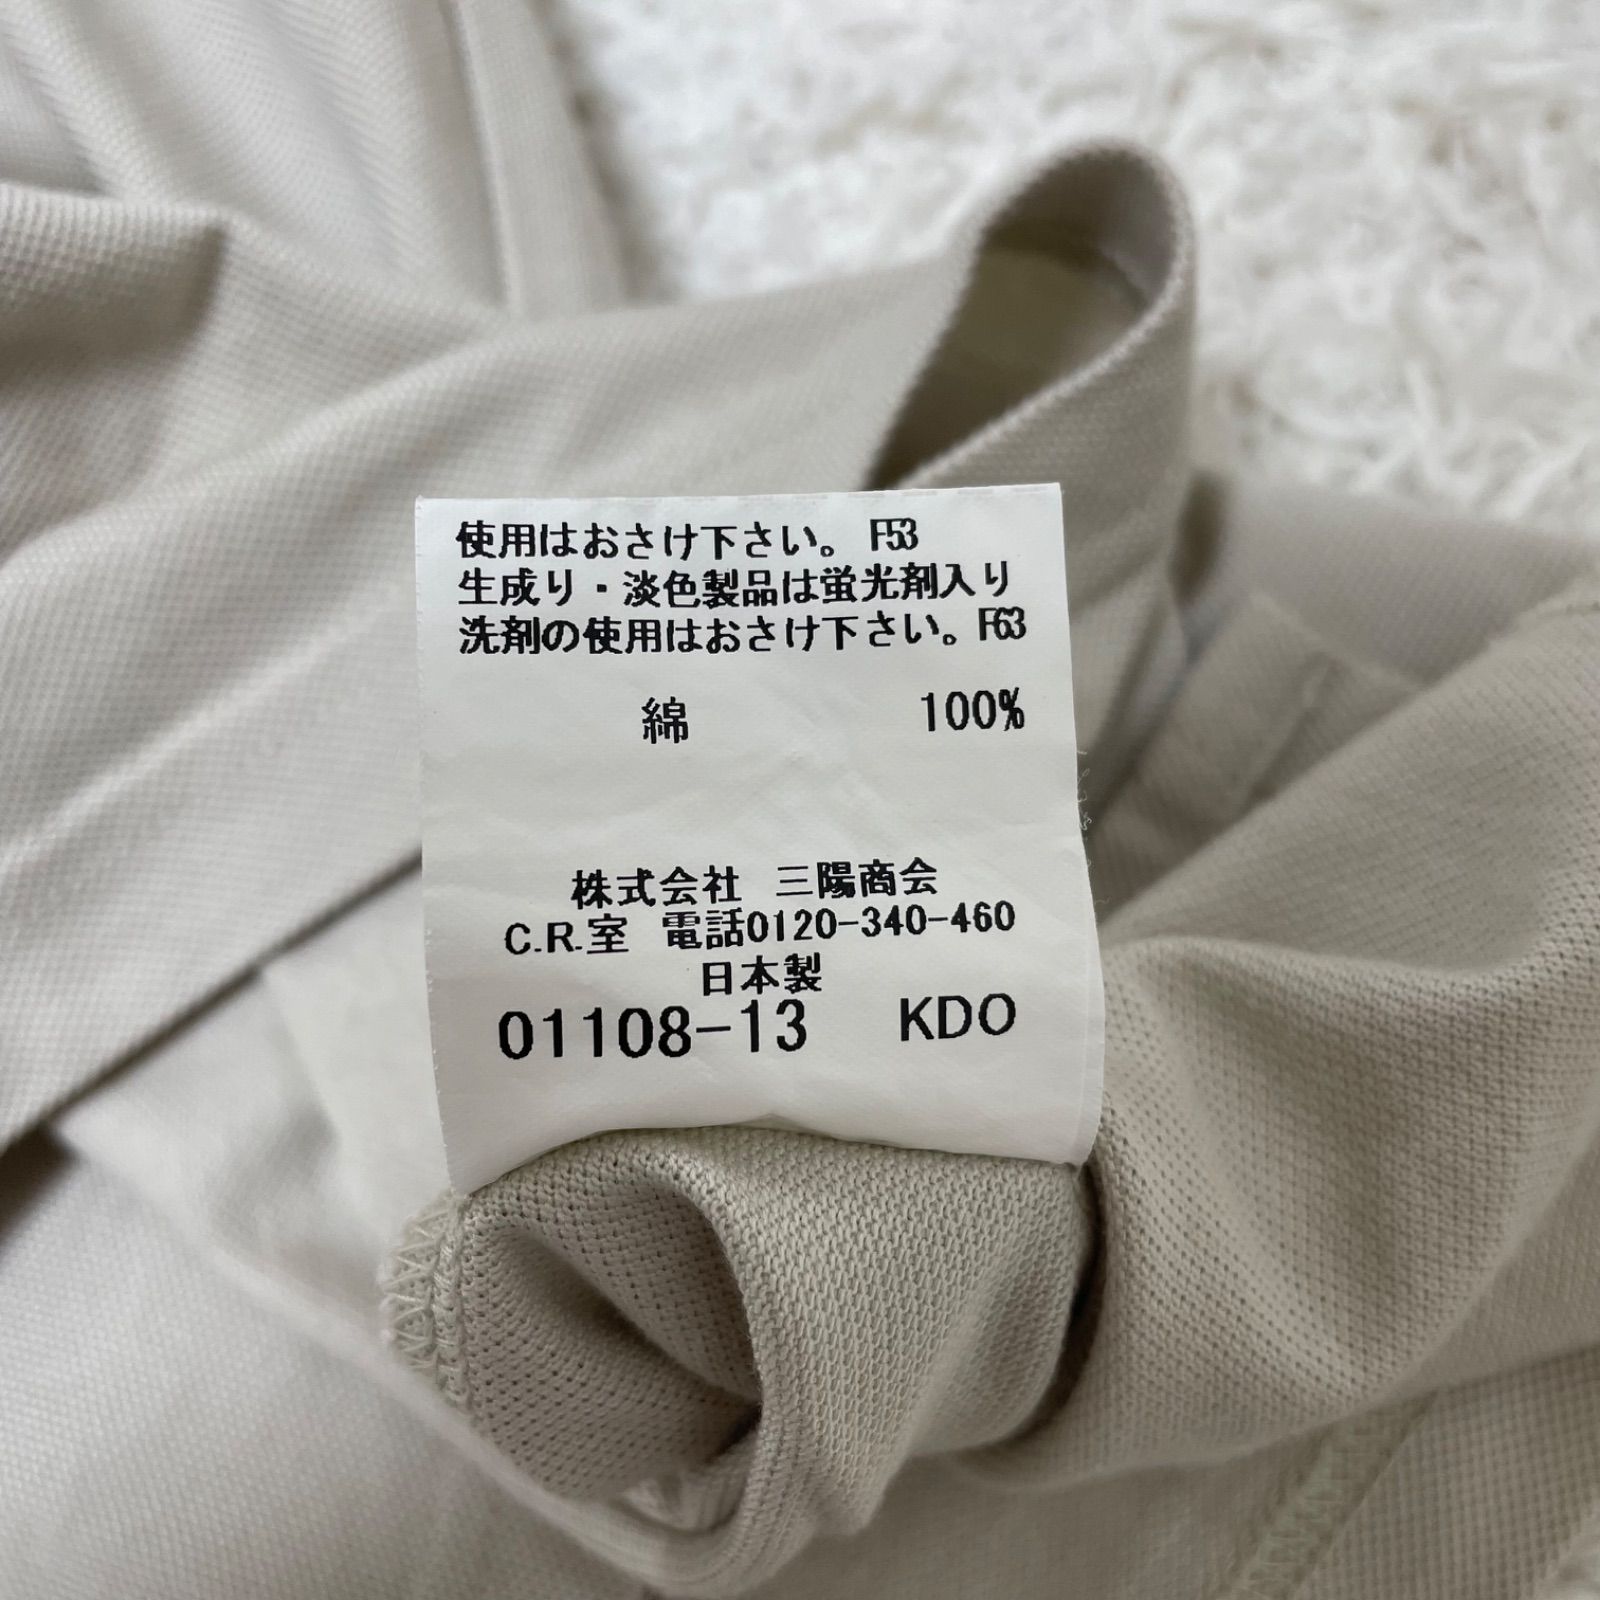 使用はおさけ下さい。 F53
生成り・淡色製品は蛍光剤入り
洗剤の使用はおさけ下さい。F63
綿 100%
株式会社 三陽商会
C.R.室 電話0120-340-460
日本製
01108-13 KDO